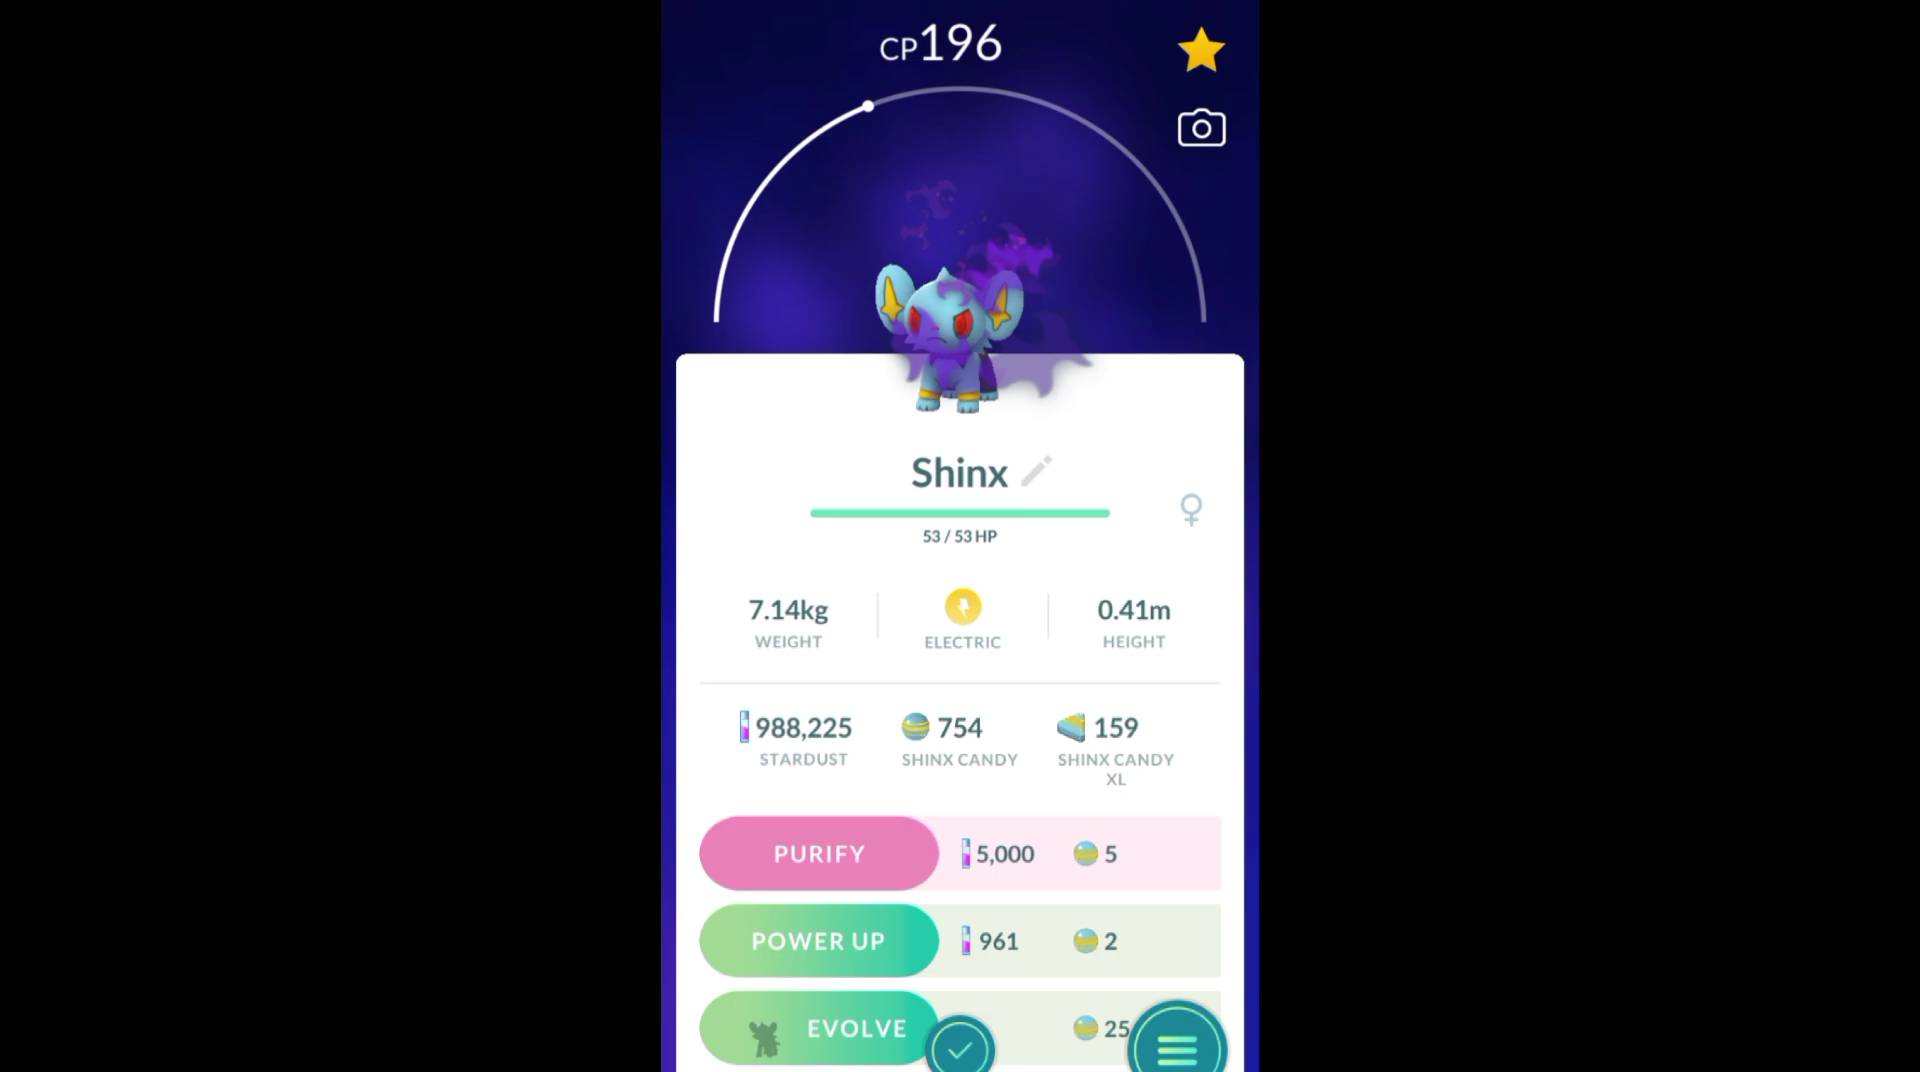 CP196
Shinx
53 / 53 HP
7.14kg
WEIGHT
ELECTRIC
0.41m
HEIGHT
988,225
STARDUST
754
SHINX CANDY
159
SHINX CANDY
XL
PURIFY 5,000 5
POWER UP 961 2
EVOLVE 25